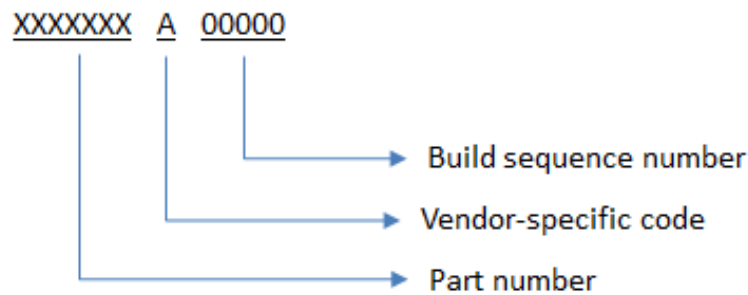 XXXXXXX A 00000
Build sequence number
Vendor-specific code
Part number